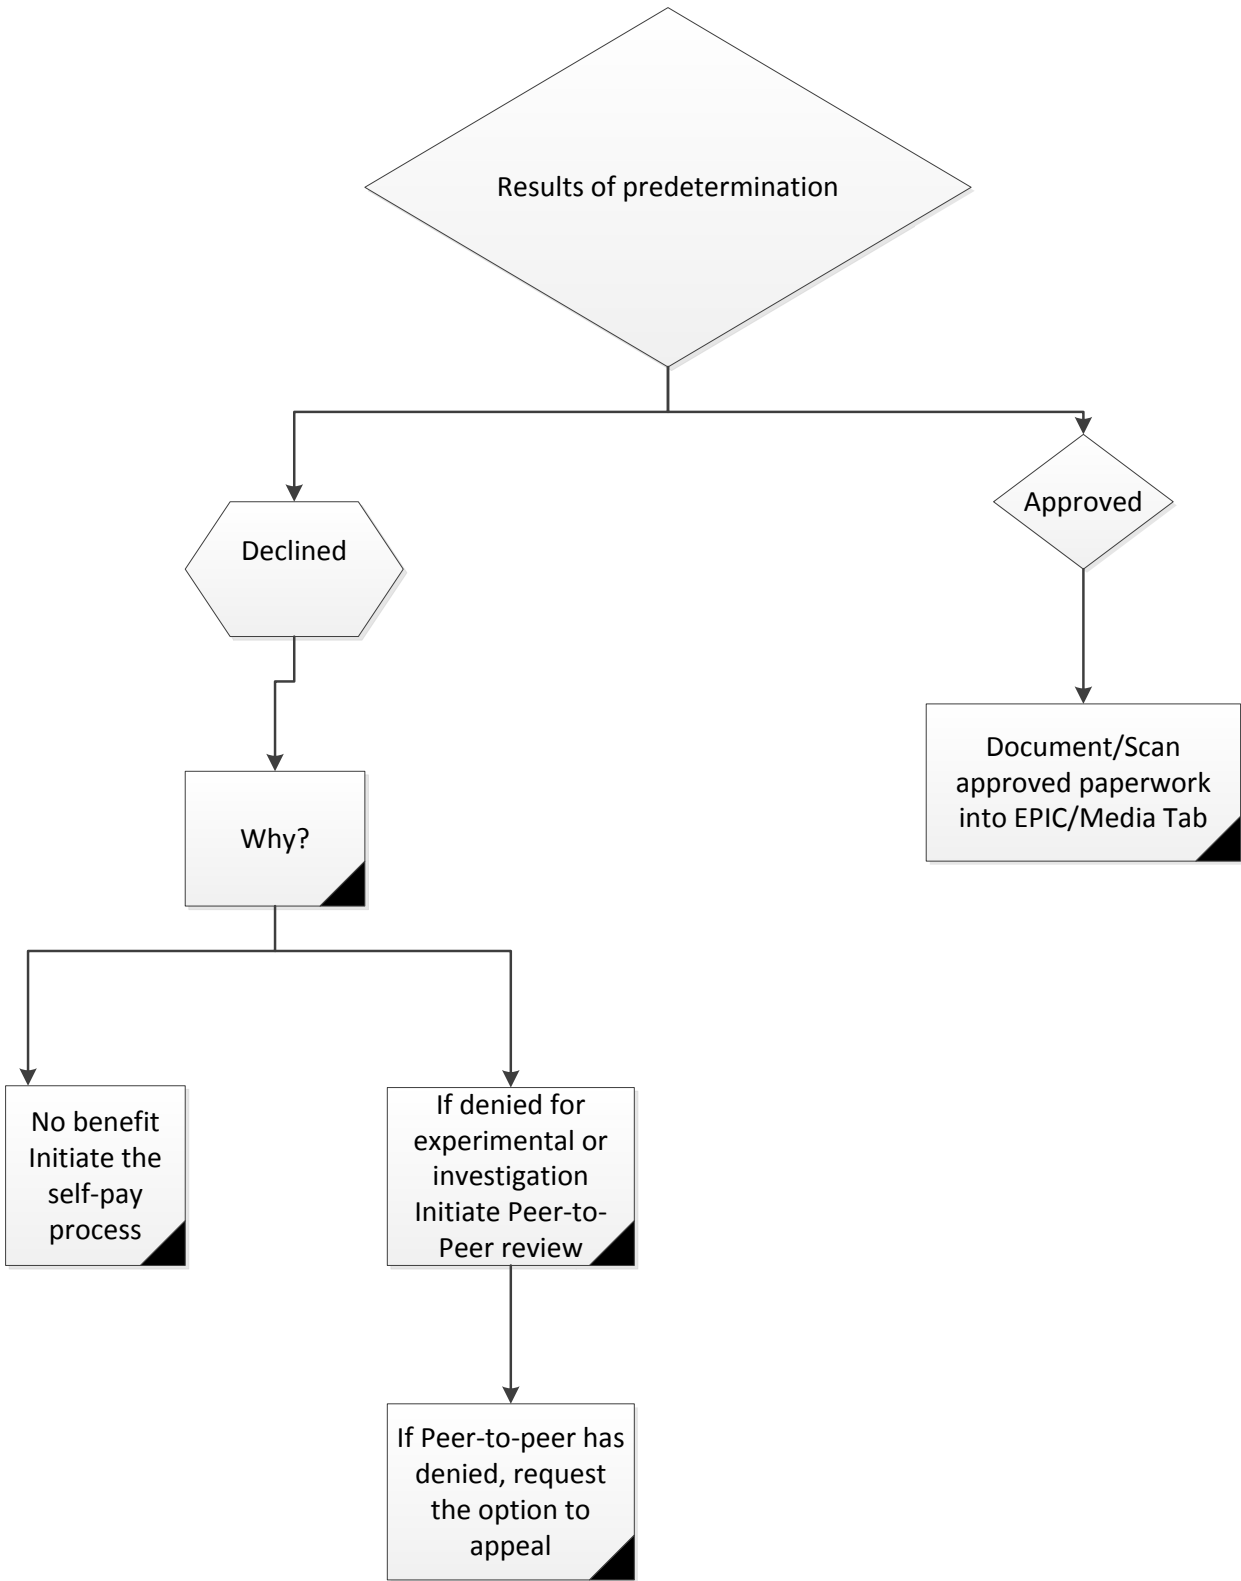 Results of predetermination
Declined
Approved
Document/Scan
approved paperwork
into EPIC/Media Tab
Why?
No benefit
Initiate the
self-pay
process
If denied for
experimental or
investigation
Initiate Peer-to-
Peer review
If Peer-to-peer has
denied, request
the option to
appeal